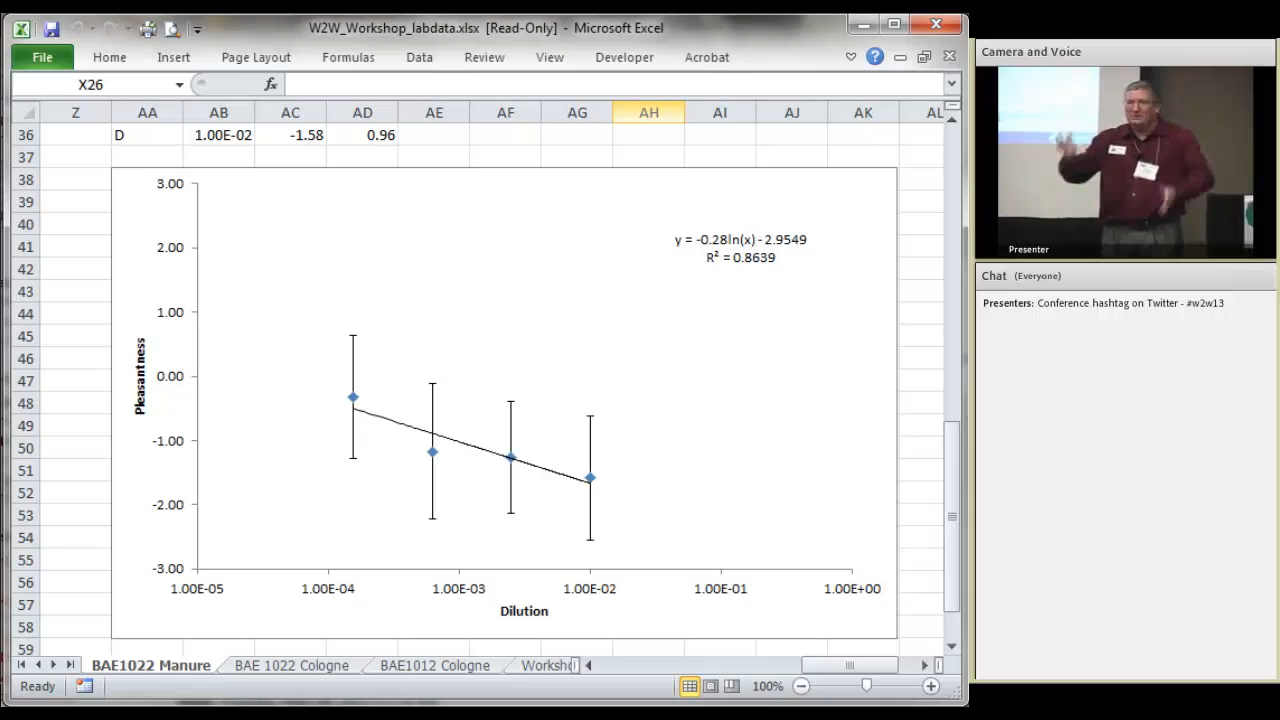 W2W_Workshop_labdata.xlsx [Read-Only] - Microsoft Excel
File Home Insert Page Layout Formulas Data Review View Developer Acrobat
X26 fx
Z AA AB AC AD AE AF AG AH AI AJ AK AL
36 D 1.00E-02 -1.58 0.96
37
38
39
40
41
42
43
44
45
46
47
48
49
50
51
52
53
54
55
56
57
58
59
3.00
2.00
1.00
0.00
-1.00
-2.00
-3.00
Pleasantness
y = -0.28ln(x) - 2.9549
R² = 0.8639
1.00E-05 1.00E-04 1.00E-03 1.00E-02 1.00E-01 1.00E+00
Dilution
BAE1022 Manure BAE 1022 Cologne BAE1012 Cologne Worksho
Ready 100%
Camera and Voice
Presenter
Chat (Everyone)
Presenters: Conference hashtag on Twitter - #w2w13